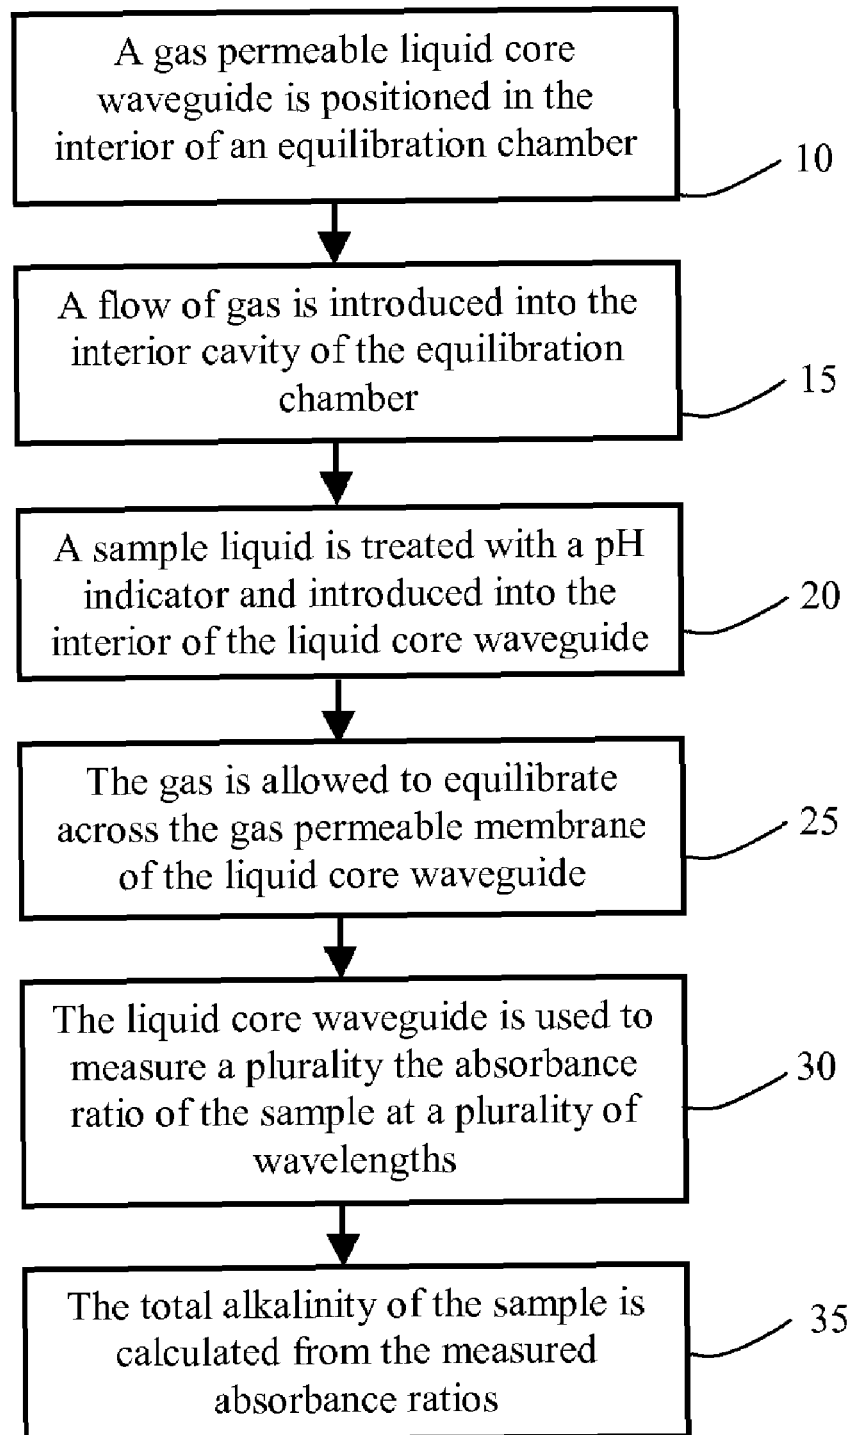 A gas permeable liquid core
waveguide is positioned in the
interior of an equilibration chamber
10
A flow of gas is introduced into the
interior cavity of the equilibration
chamber
15
A sample liquid is treated with a pH
indicator and introduced into the
interior of the liquid core waveguide
20
The gas is allowed to equilibrate
across the gas permeable membrane
of the liquid core waveguide
25
The liquid core waveguide is used to
measure a plurality the absorbance
ratio of the sample at a plurality of
wavelengths
30
The total alkalinity of the sample is
calculated from the measured
absorbance ratios
35